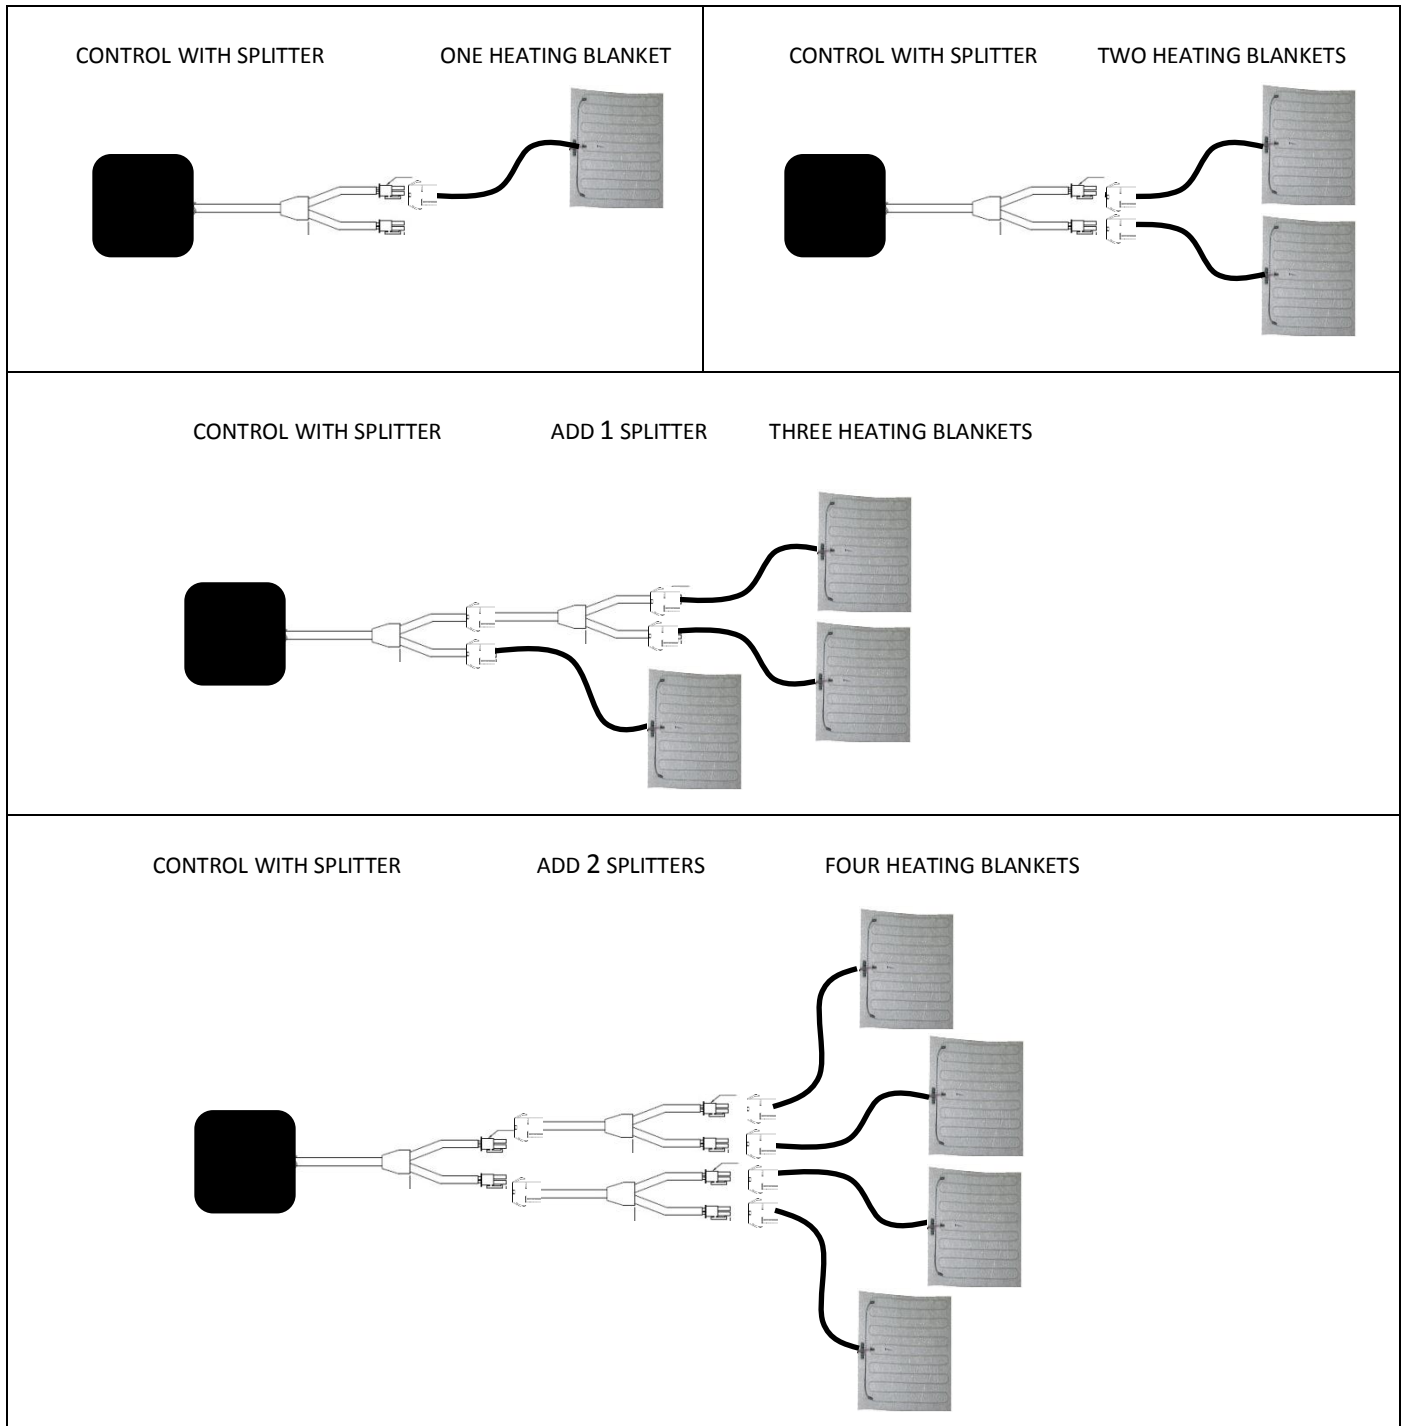 CONTROL WITH SPLITTER ONE HEATING BLANKET
CONTROL WITH SPLITTER TWO HEATING BLANKETS
CONTROL WITH SPLITTER ADD 1 SPLITTER THREE HEATING BLANKETS
CONTROL WITH SPLITTER ADD 2 SPLITTERS FOUR HEATING BLANKETS